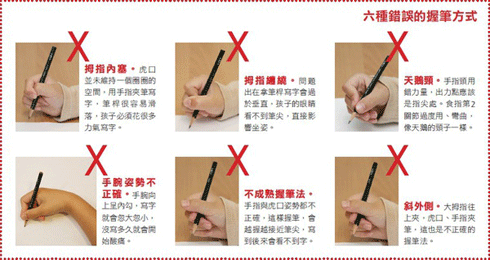 六種錯誤的握筆方式
拇指內塞。虎口
並未維持一個圈圈的
空間,用手指夾筆寫
字,筆桿很容易滑
落,孩子必須花很多
力氣寫字。
拇指纏繞。問題
出在拿筆桿寫字會過
於垂直,孩子的眼睛
看不到筆尖,直接影
響坐姿。
天鵝頸。手指頭用
錯力量,出力點應該
是指尖處。食指第2
關節過度用、彎曲,
像天鵝的頸子一樣。
手腕姿勢不
正確。手腕向
上呈內勾,寫字
就會忽大忽小,
沒寫多久就會開
始酸痛。
不成熟握筆法。
手指與虎口姿勢都不
正確,這樣握筆,會
越握越接近筆尖,寫
到後來會看不到字。
斜外側。大拇指往
上夾,虎口、手指夾
筆,這也是不正確的
握筆法。